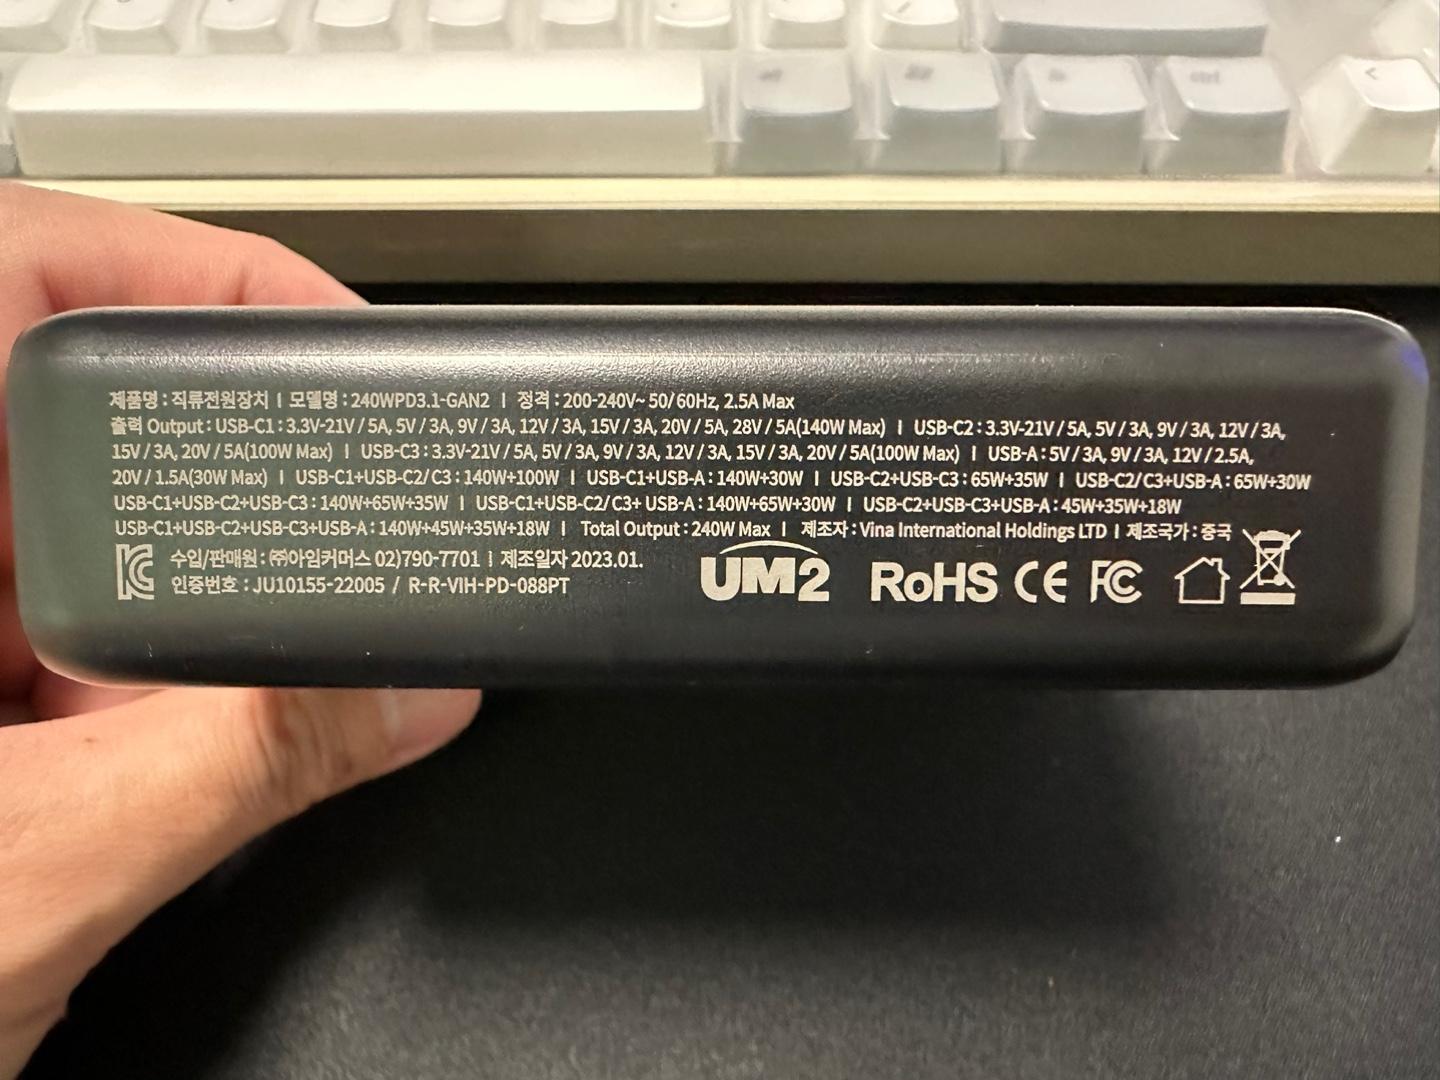 제품명 : 직류전원장치 I 모델명 : 240WPD3.1-GAN2 I 정격 : 200-240V~ 50/60Hz, 2.5A Max
출력 Output : USB-C1 : 3.3V-21V / 5A, 5V / 3A, 9V / 3A, 12V / 3A, 15V / 3A, 20V / 5A, 28V / 5A(140W Max) I USB-C2 : 3.3V-21V / 5A, 5V / 3A, 9V / 3A, 12V / 3A,
15V / 3A, 20V / 5A(100W Max) I USB-C3 : 3.3V-21V / 5A, 5V / 3A, 9V / 3A, 12V / 3A, 15V / 3A, 20V / 5A(100W Max) I USB-A : 5V / 3A, 9V / 3A, 12V / 2.5A,
20V / 1.5A(30W Max) I USB-C1+USB-C2/ C3 : 140W+100W I USB-C1+USB-A : 140W+30W I USB-C2+USB-C3 : 65W+35W I USB-C2/ C3+USB-A : 65W+30W
USB-C1+USB-C2+USB-C3 : 140W+65W+35W I USB-C1+USB-C2/ C3+ USB-A : 140W+65W+30W I USB-C2+USB-C3+USB-A : 45W+35W+18W
USB-C1+USB-C2+USB-C3+USB-A : 140W+45W+35W+18W I Total Output : 240W Max I 제조자 : Vina International Holdings LTD I 제조국가 : 중국
수입/판매원 : ㈜아임커머스 02)790-7701 I 제조일자 2023.01.
인증번호 : JU10155-22005 / R-R-VIH-PD-088PT
KC UM2 RoHS CE FC